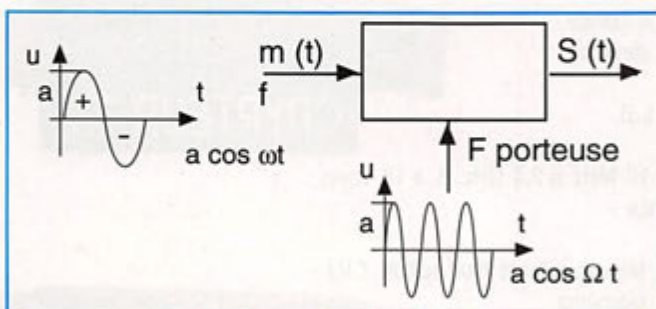 u
a
+
-
t
a cos ωt
m (t)
f
S (t)
F porteuse
u
a
t
a cos Ω t